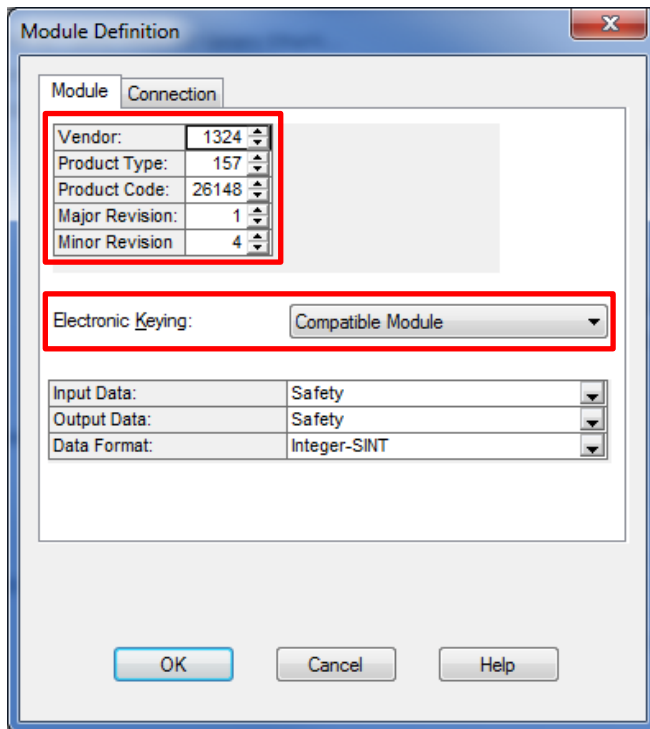 Module Definition
Module Connection
Vendor: 1324
Product Type: 157
Product Code: 26148
Major Revision: 1
Minor Revision 4
Electronic Keying: Compatible Module
Input Data: Safety
Output Data: Safety
Data Format: Integer-SINT
OK Cancel Help